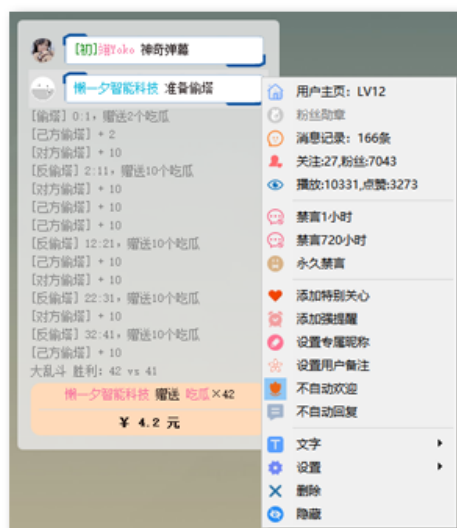 [初]泪Yoko 神奇弹幕
懒一夕智能科技 准备偷塔
[偷塔] 0:1，赠送2个吃瓜
[己方偷塔] + 2
[对方偷塔] + 10
[反偷塔] 2:11，赠送10个吃瓜
[对方偷塔] + 10
[己方偷塔] + 10
[己方偷塔] + 10
[反偷塔] 12:21，赠送10个吃瓜
[己方偷塔] + 10
[对方偷塔] + 10
[反偷塔] 22:31，赠送10个吃瓜
[对方偷塔] + 10
[反偷塔] 32:41，赠送10个吃瓜
[己方偷塔] + 10
大乱斗 胜利：42 vs 41
懒一夕智能科技 赠送 吃瓜×42
¥ 4.2 元
用户主页：LV12
粉丝勋章
消息记录：166条
关注:27,粉丝:7043
播放:10331,点赞:3273
禁言1小时
禁言720小时
永久禁言
添加特别关心
添加强提醒
设置专属昵称
设置用户备注
不自动欢迎
不自动回复
文字
设置
删除
隐藏